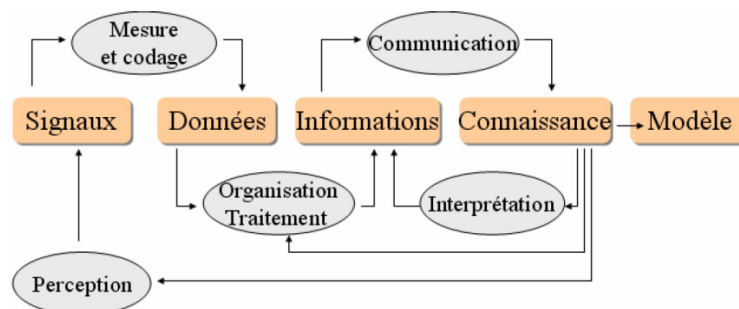 Mesure
et codage
Communication
Signaux
Données
Informations
Connaissance
Modèle
Organisation
Traitement
Interprétation
Perception